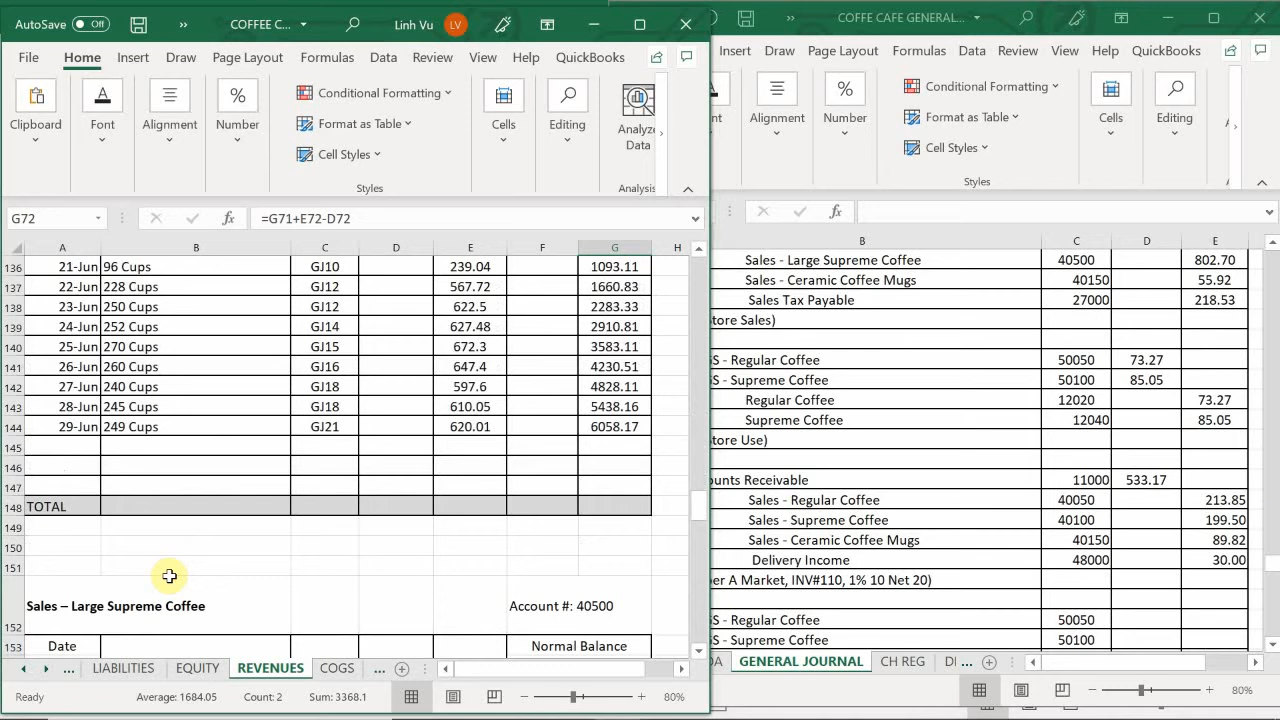 AutoSave Off COFFEE C... Linh Vu LV
File Home Insert Draw Page Layout Formulas Data Review View Help QuickBooks
Clipboard Font Alignment Number Conditional Formatting Format as Table Cell Styles Styles Cells Editing Analyze Data Analysis
G72 fx =G71+E72-D72
A B C D E F G H
136 21-Jun 96 Cups GJ10 239.04 1093.11
137 22-Jun 228 Cups GJ12 567.72 1660.83
138 23-Jun 250 Cups GJ12 622.5 2283.33
139 24-Jun 252 Cups GJ14 627.48 2910.81
140 25-Jun 270 Cups GJ15 672.3 3583.11
141 26-Jun 260 Cups GJ16 647.4 4230.51
142 27-Jun 240 Cups GJ18 597.6 4828.11
143 28-Jun 245 Cups GJ18 610.05 5438.16
144 29-Jun 249 Cups GJ21 620.01 6058.17
145
146
147
148 TOTAL
149
150
151
152 Sales – Large Supreme Coffee Account #: 40500
153 Date Normal Balance
... LIABILITIES EQUITY REVENUES COGS ...
Ready Average: 1684.05 Count: 2 Sum: 3368.1 80%
COFFE CAFE GENERAL...
Insert Draw Page Layout Formulas Data Review View Help QuickBooks
nt Alignment Number Conditional Formatting Format as Table Cell Styles Styles Cells Editing
fx
B C D E
Sales - Large Supreme Coffee 40500 802.70
Sales - Ceramic Coffee Mugs 40150 55.92
Sales Tax Payable 27000 218.53
Store Sales)
S - Regular Coffee 50050 73.27
S - Supreme Coffee 50100 85.05
Regular Coffee 12020 73.27
Supreme Coffee 12040 85.05
Store Use)
ounts Receivable 11000 533.17
Sales - Regular Coffee 40050 213.85
Sales - Supreme Coffee 40100 199.50
Sales - Ceramic Coffee Mugs 40150 89.82
Delivery Income 48000 30.00
er A Market, INV#110, 1% 10 Net 20)
S - Regular Coffee 50050
S - Supreme Coffee 50100
OA GENERAL JOURNAL CH REG DI ...
80%